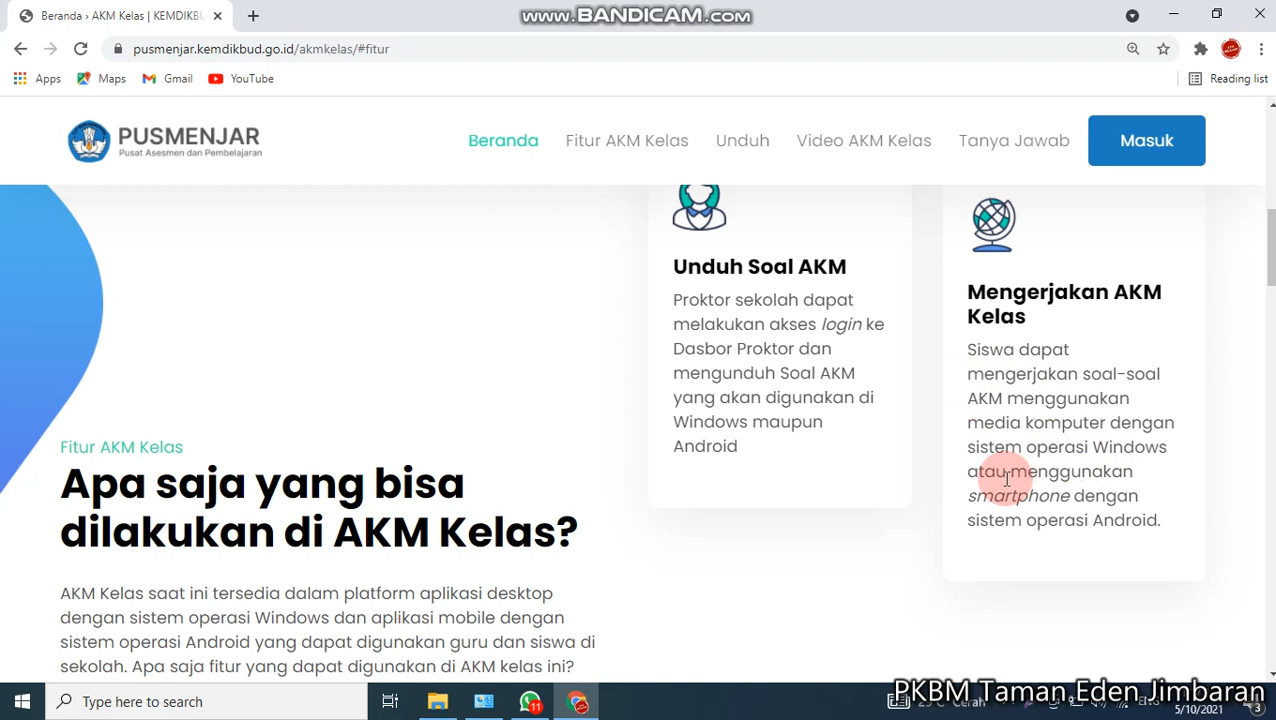 Beranda › AKM Kelas | KEMDIKBU
www.BANDICAM.com
pusmenjar.kemdikbud.go.id/akmkelas/#fitur
Apps
Maps
Gmail
YouTube
Reading list
PUSMENJAR
Pusat Asesmen dan Pembelajaran
Beranda
Fitur AKM Kelas
Unduh
Video AKM Kelas
Tanya Jawab
Masuk
Unduh Soal AKM
Proktor sekolah dapat
melakukan akses login ke
Dasbor Proktor dan
mengunduh Soal AKM
yang akan digunakan di
Windows maupun
Android
Mengerjakan AKM
Kelas
Siswa dapat
mengerjakan soal-soal
AKM menggunakan
media komputer dengan
sistem operasi Windows
atau menggunakan
smartphone dengan
sistem operasi Android.
Fitur AKM Kelas
Apa saja yang bisa
dilakukan di AKM Kelas?
AKM Kelas saat ini tersedia dalam platform aplikasi desktop
dengan sistem operasi Windows dan aplikasi mobile dengan
sistem operasi Android yang dapat digunakan guru dan siswa di
sekolah. Apa saja fitur yang dapat digunakan di AKM kelas ini?
PKBM Taman Eden Jimbaran
Type here to search
11
Cerah
5/10/2021
3